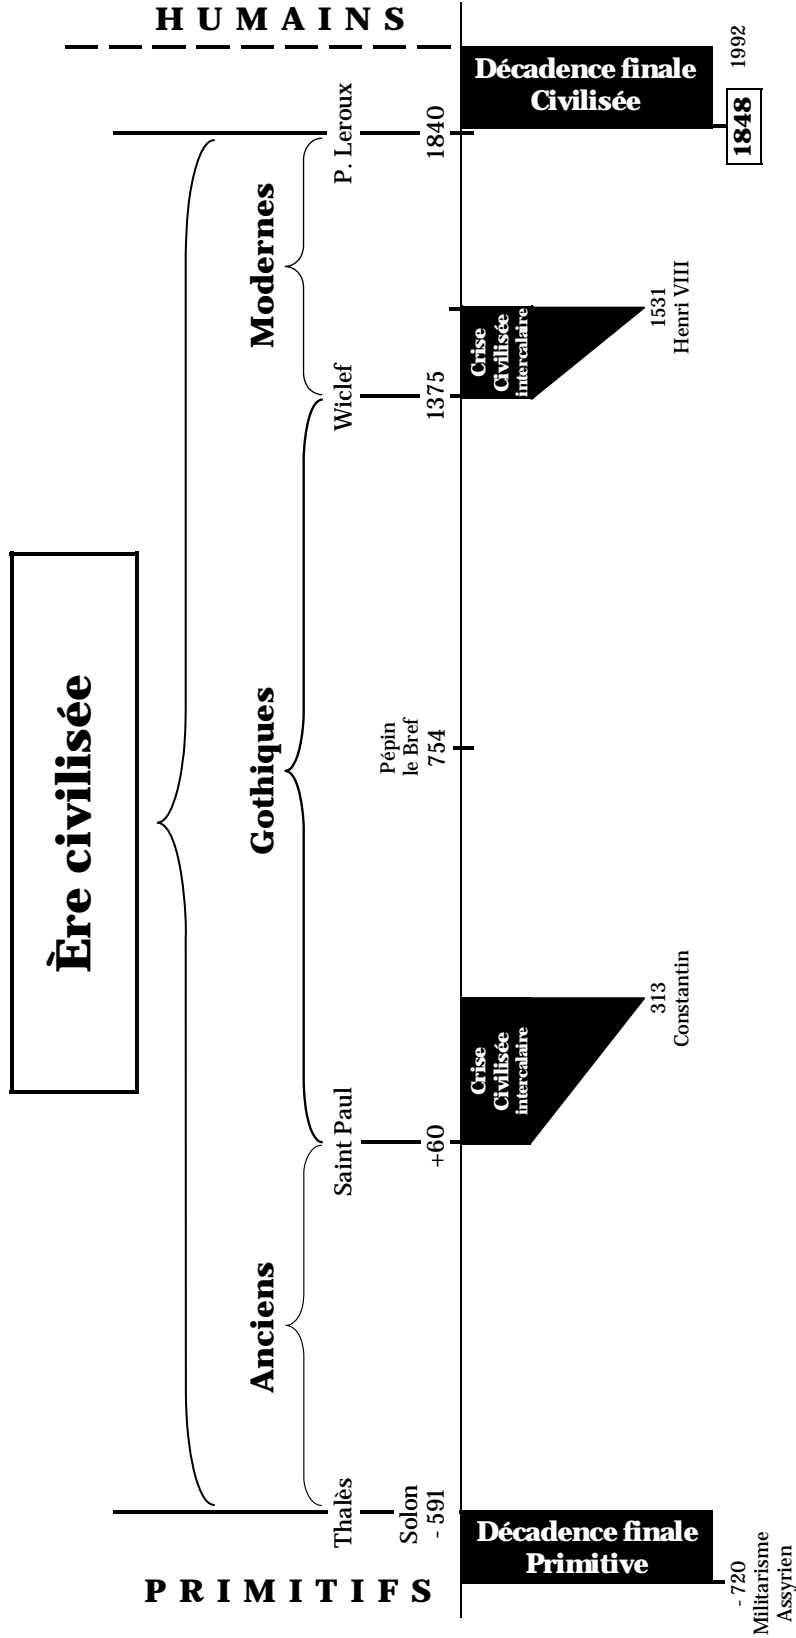 HUMAINS
Décadence finale
Civilisée
1992
1848
P. Leroux
1840
Modernes
Crise
Civilisée
intercalaire
1531
Henri VIII
Wiclef
1375
Ère civilisée
Gothiques
Pépin
le Bref
754
Crise
Civilisée
intercalaire
313
Constantin
Saint Paul
+60
Anciens
Thalès
Solon
- 591
Décadence finale
Primitive
PRIMITIFS
- 720
Militarisme
Assyrien